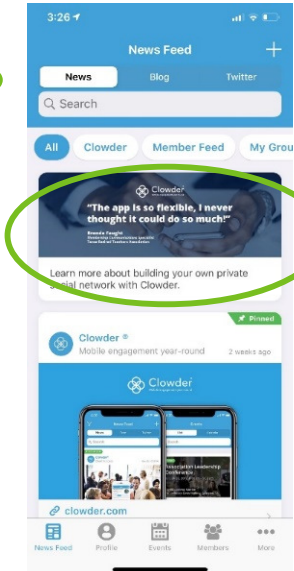 3:26
News Feed
News Blog Twitter
Search
All Clowder Member Feed My Grou
Clowder
"The app is so flexible, I never
thought it could do so much!"
Brenda Faught
Learn more about building your own private
social network with Clowder.
Pinned
Clowder ®
Mobile engagement year-round 2 weeks ago
Clowder
clowder.com
News Feed Profile Events Members More